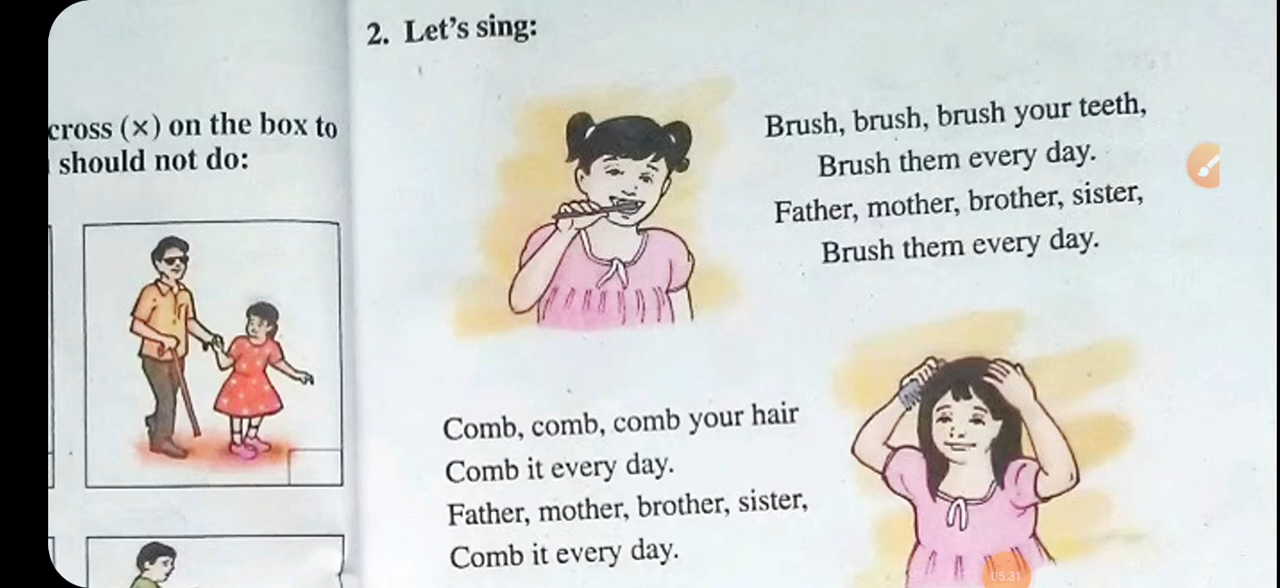 cross (×) on the box to
should not do:
2. Let's sing:
Brush, brush, brush your teeth,
Brush them every day.
Father, mother, brother, sister,
Brush them every day.
Comb, comb, comb your hair
Comb it every day.
Father, mother, brother, sister,
Comb it every day.
05:31